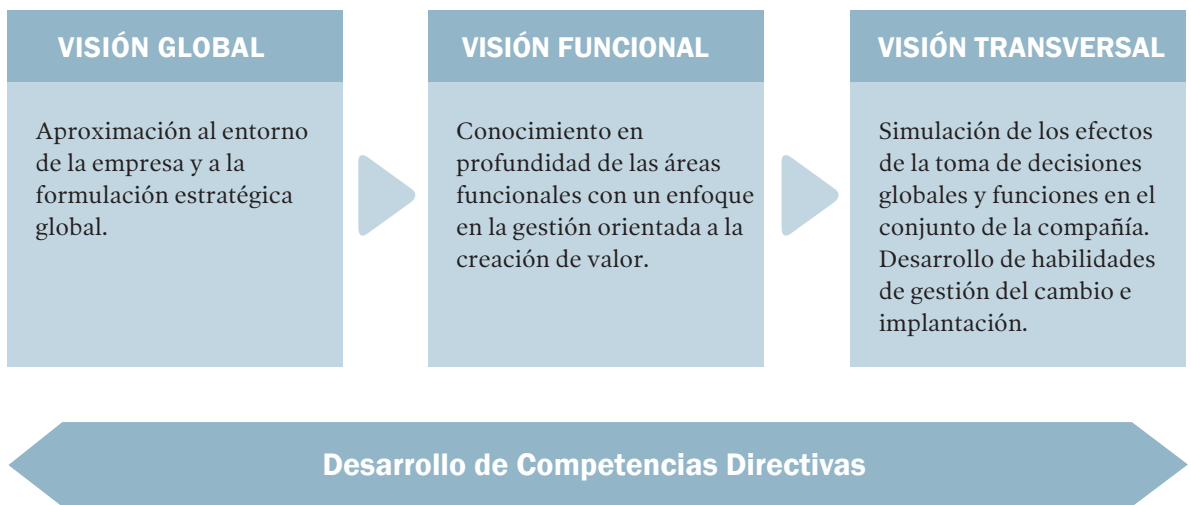 VISIÓN GLOBAL
Aproximación al entorno
de la empresa y a la
formulación estratégica
global.
VISIÓN FUNCIONAL
Conocimiento en
profundidad de las áreas
funcionales con un enfoque
en la gestión orientada a la
creación de valor.
VISIÓN TRANSVERSAL
Simulación de los efectos
de la toma de decisiones
globales y funciones en el
conjunto de la compañía.
Desarrollo de habilidades
de gestión del cambio e
implantación.
Desarrollo de Competencias Directivas